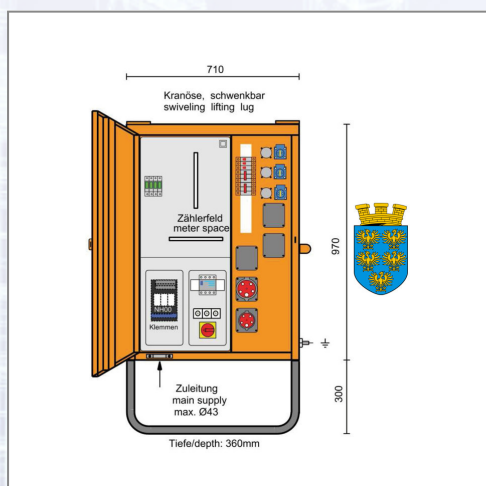 710
Kranöse, schwenkbar
swiveling lifting lug
Zählerfeld
meter space
970
NH00
Klemmen
Zuleitung
main supply
max. Ø43
300
Tiefe/depth: 360mm